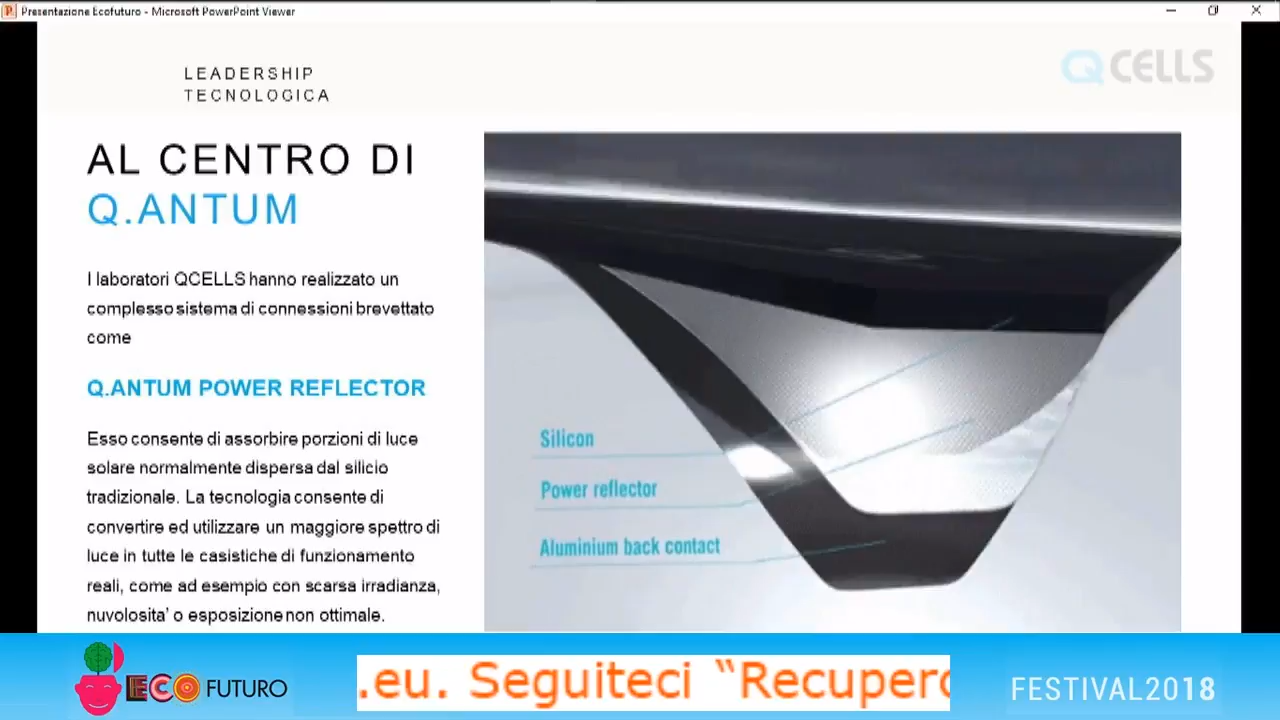 Presentazione Ecofuturo - Microsoft PowerPoint Viewer
LEADERSHIP
TECNOLOGICA
Q CELLS
AL CENTRO DI
Q.ANTUM
I laboratori QCELLS hanno realizzato un
complesso sistema di connessioni brevettato
come
Q.ANTUM POWER REFLECTOR
Esso consente di assorbire porzioni di luce
solare normalmente dispersa dal silicio
tradizionale. La tecnologia consente di
convertire ed utilizzare un maggiore spettro di
luce in tutte le casistiche di funzionamento
reali, come ad esempio con scarsa irradianza,
nuvolosita' o esposizione non ottimale.
Silicon
Power reflector
Aluminium back contact
ECO FUTURO
.eu. Seguiteci “Recupero
FESTIVAL2018